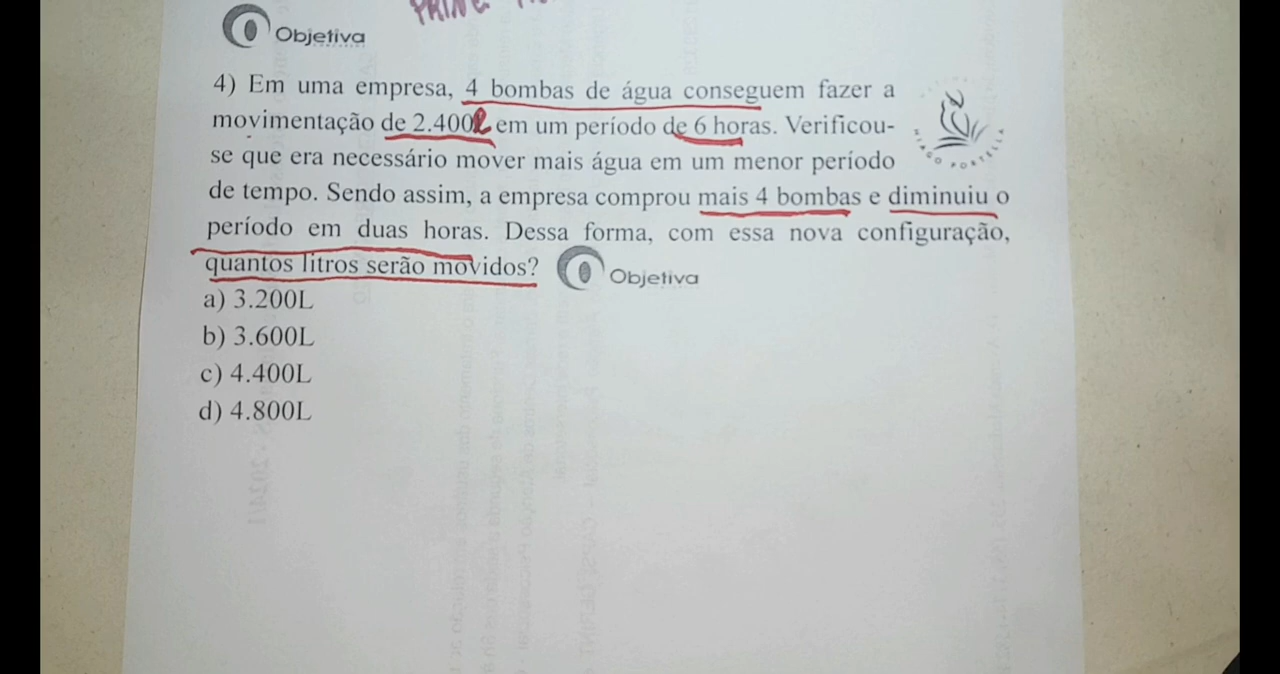 PRINC
Objetiva
4) Em uma empresa, 4 bombas de água conseguem fazer a
movimentação de 2.400L em um período de 6 horas. Verificou-
se que era necessário mover mais água em um menor período
de tempo. Sendo assim, a empresa comprou mais 4 bombas e diminuiu o
período em duas horas. Dessa forma, com essa nova configuração,
quantos litros serão movidos?
Objetiva
a) 3.200L
b) 3.600L
c) 4.400L
d) 4.800L